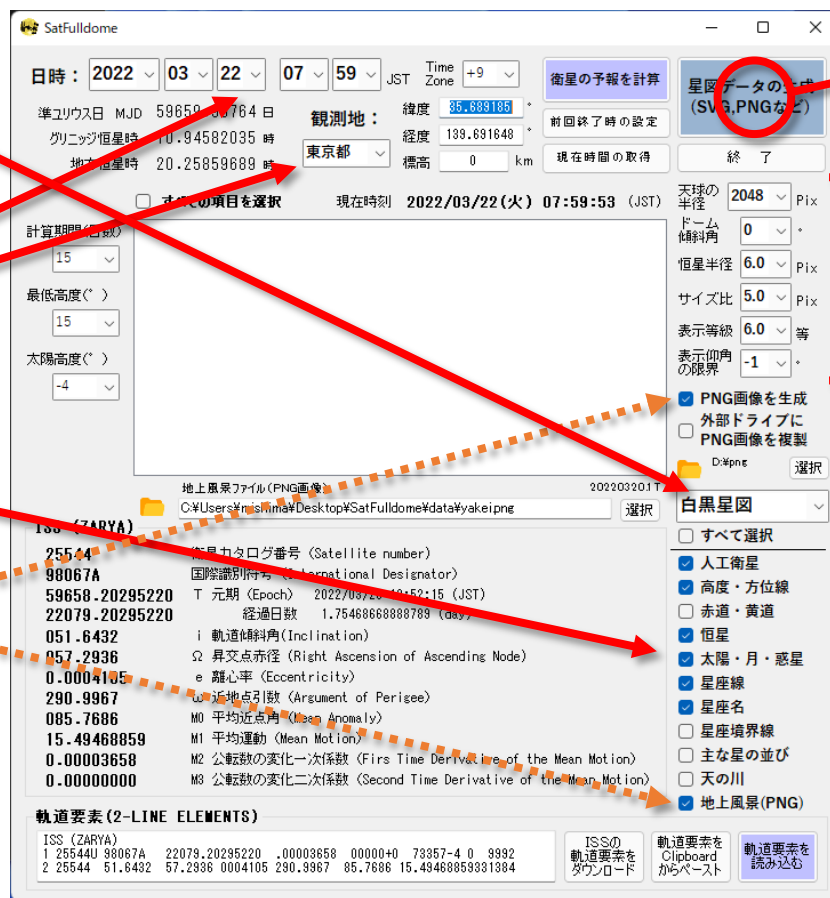 SatFulldome
日時： 2022 03 22 07 59 JST Time Zone +9
衛星の予報を計算
星図データの生成
(SVG,PNGなど)
準ユリウス日 MJD 59659 764 日
観測地：
緯度 35.689185 °
前回終了時の設定
グリニッジ恒星時 10.94582035 時
東京都
経度 139.691648 °
地方恒星時 20.25859689 時
標高 0 km
現在時間の取得
終 了
すべての項目を選択
現在時刻 2022/03/22(火) 07:59:53 (JST)
天球の半径 2048 Pix
計算期間(日数)
15
ドーム傾斜角 0 °
恒星半径 6.0 Pix
最低高度(°)
15
サイズ比 5.0 Pix
表示等級 6.0 等
太陽高度(°)
-4
表示仰角の限界 -1 °
PNG画像を生成
外部ドライブに
PNG画像を複製
D:¥png
選択
地上風景ファイル(PNG画像)
202203201T
C:¥Users¥mishima¥Desktop¥SatFulldome¥data¥yakei.png
選択
白黒星図
すべて選択
人工衛星
高度・方位線
赤道・黄道
恒星
太陽・月・惑星
星座線
星座名
星座境界線
主な星の並び
天の川
地上風景(PNG)
ISS (ZARYA)
25544 衛星カタログ番号 (Satellite number)
98067A 国際識別符号 (International Designator)
59658.20295220 T 元期 (Epoch) 2022/03/20 :52:15 (JST)
22079.20295220 経過日数 1.75468668888789 (day)
051.6432 i 軌道傾斜角(Inclination)
057.2936 Ω 昇交点赤径 (Right Ascension of Ascending Node)
0.0004105 e 離心率 (Eccentricity)
290.9967 ω 近地点引数 (Argument of Perigee)
085.7686 M0 平均近点角 (Mean Anomaly)
15.49468859 M1 平均運動 (Mean Motion)
0.00003658 M2 公転数の変化一次係数 (Firs Time Derivative of the Mean Motion)
0.00000000 M3 公転数の変化二次係数 (Second Time Derivative of the Mean Motion)
軌道要素(2-LINE ELEMENTS)
ISS (ZARYA)
1 25544U 98067A 22079.20295220 .00003658 00000+0 73357-4 0 9992
2 25544 51.6432 57.2936 0004105 290.9967 85.7686 15.49468859331384
ISSの
軌道要素を
ダウンロード
軌道要素を
Clipboard
からペースト
軌道要素を
読み込む